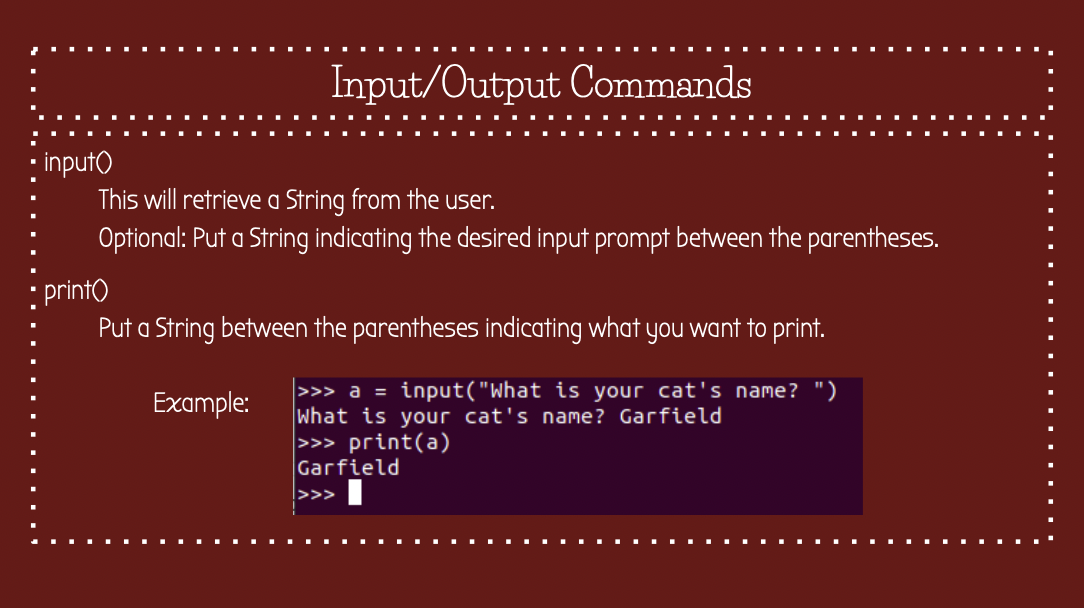 Input/Output Commands
input()
This will retrieve a String from the user.
Optional: Put a String indicating the desired input prompt between the parentheses.
print()
Put a String between the parentheses indicating what you want to print.
Example:
>>> a = input("What is your cat's name? ")
What is your cat's name? Garfield
>>> print(a)
Garfield
>>>